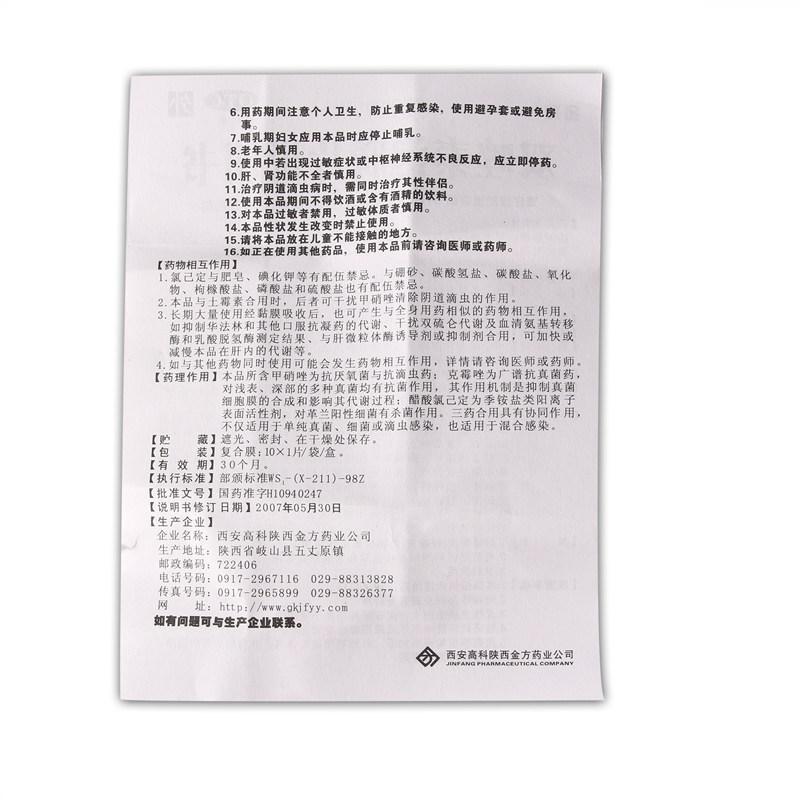 6.用药期间注意个人卫生，防止重复感染，使用避孕套或避免房
事。
7.哺乳期妇女应用本品时应停止哺乳。
8.老年人慎用。
9.使用中若出现过敏症状或中枢神经系统不良反应，应立即停药。
10.肝、肾功能不全者慎用。
11.治疗阴道滴虫病时，需同时治疗其性伴侣。
12.使用本品期间不得饮酒或含有酒精的饮料。
13.对本品过敏者禁用，过敏体质者慎用。
14.本品性状发生改变时禁止使用。
15.请将本品放在儿童不能接触的地方。
16.如正在使用其他药品，使用本品前请咨询医师或药师。
【药物相互作用】
1.氯己定与肥皂、碘化钾等有配伍禁忌。与硼砂、碳酸氢盐、碳酸盐、氧化
物、枸橼酸盐、磷酸盐和硫酸盐也有配伍禁忌。
2.本品与土霉素合用时，后者可干扰甲硝唑清除阴道滴虫的作用。
3.长期大量使用经黏膜吸收后，也可产生与全身用药相似的药物相互作用，
如抑制华法林和其他口服抗凝药的代谢、干扰双硫仑代谢及血清氨基转移
酶和乳酸脱氢酶测定结果、与肝微粒体酶诱导剂或抑制剂合用，可加快或
减慢本品在肝内的代谢等。
4.如与其他药物同时使用可能会发生药物相互作用，详情请咨询医师或药师。
【药理作用】本品所含甲硝唑为抗厌氧菌与抗滴虫药；克霉唑为广谱抗真菌药，
对浅表、深部的多种真菌均有抗菌作用，其作用机制是抑制真菌
细胞膜的合成和影响其代谢过程；醋酸氯己定为季铵盐类阳离子
表面活性剂，对革兰阳性细菌有杀菌作用。三药合用具有协同作用，
不仅适用于单纯真菌、细菌或滴虫感染，也适用于混合感染。
【贮 藏】遮光、密封、在干燥处保存。
【包 装】复合膜：10×1片/袋/盒。
【有 效 期】30个月。
【执行标准】部颁标准WS₁-(X-211)-98Z
【批准文号】国药准字H10940247
【说明书修订日期】2007年05月30日
【生产企业】
企业名称：西安高科陕西金方药业公司
生产地址：陕西省岐山县五丈原镇
邮政编码：722406
电话号码：0917-2967116 029-88313828
传真号码：0917-2965899 029-88326377
网 址：http://www.gkjfyy.com
如有问题可与生产企业联系。
西安高科陕西金方药业公司
JINFANG PHARMACEUTICAL COMPANY